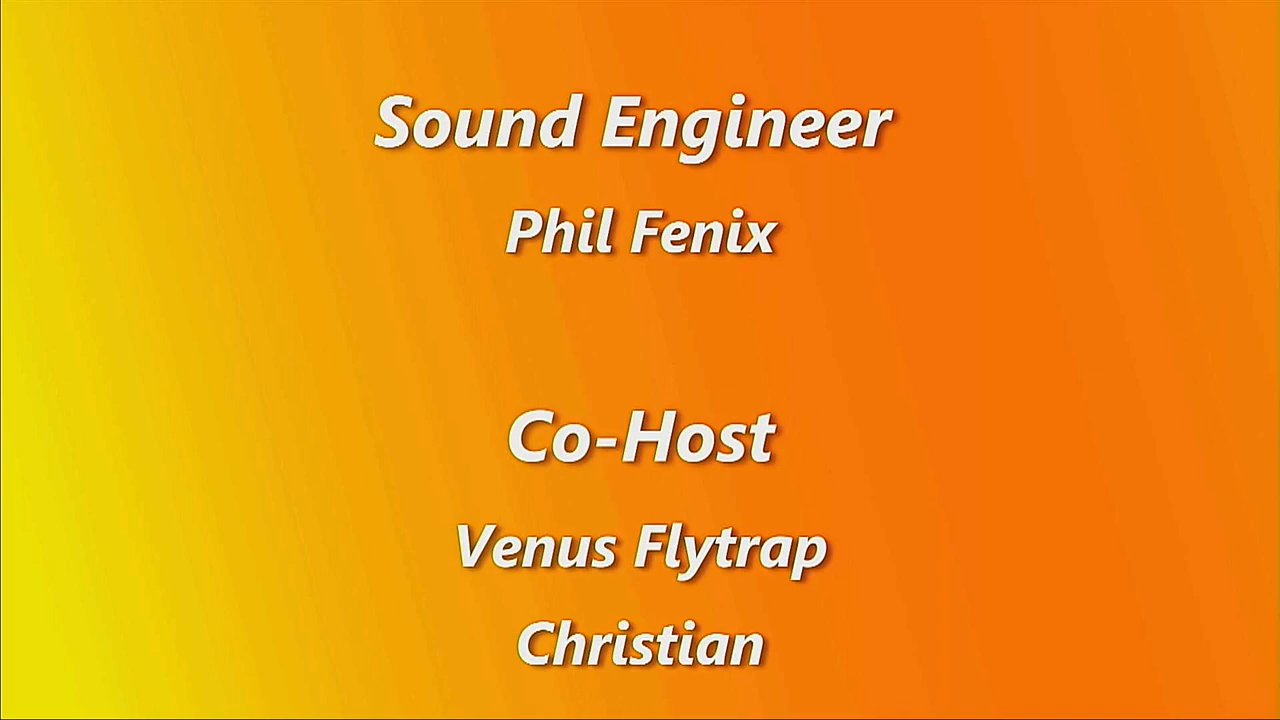 Sound Engineer
Phil Fenix
Co-Host
Venus Flytrap
Christian